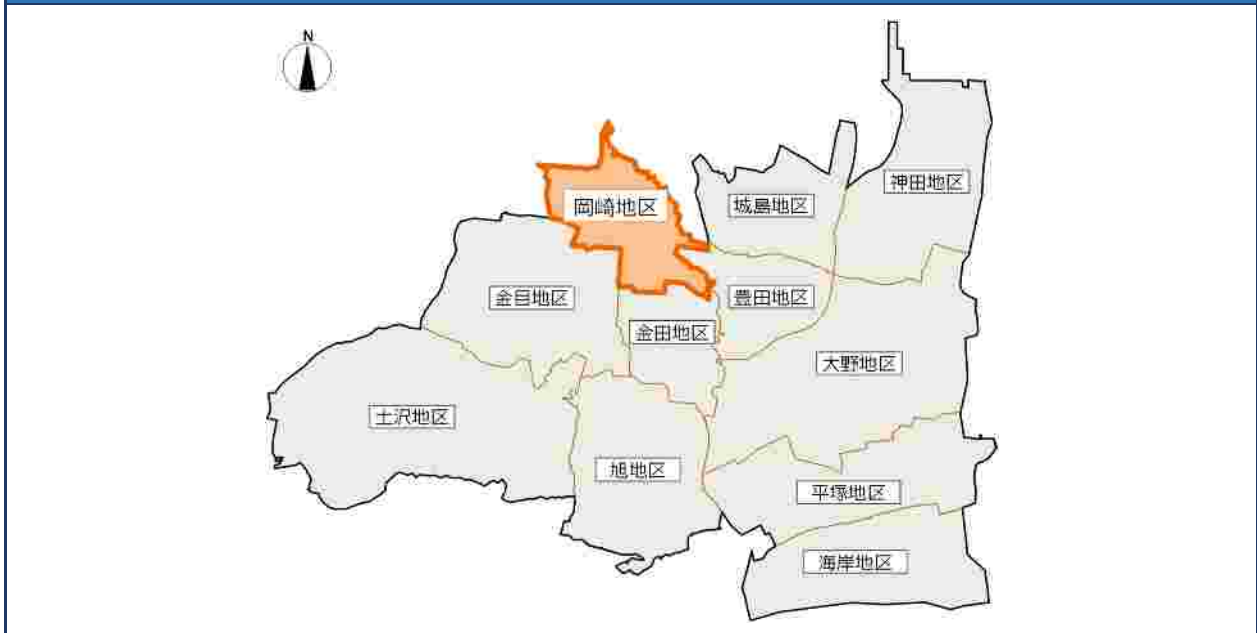 N
神田地区
岡崎地区
城島地区
金目地区
豊田地区
金田地区
大野地区
土沢地区
旭地区
平塚地区
海岸地区